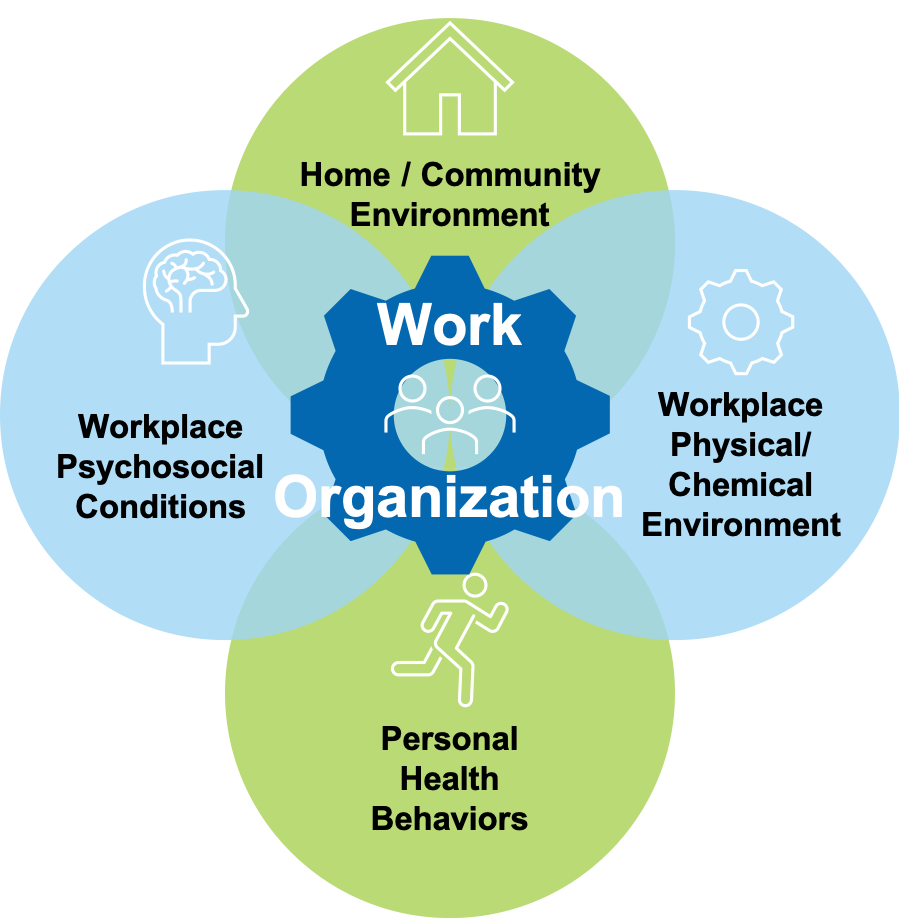 Home / Community
Environment
Work
Organization
Workplace
Psychosocial
Conditions
Workplace
Physical/
Chemical
Environment
Personal
Health
Behaviors